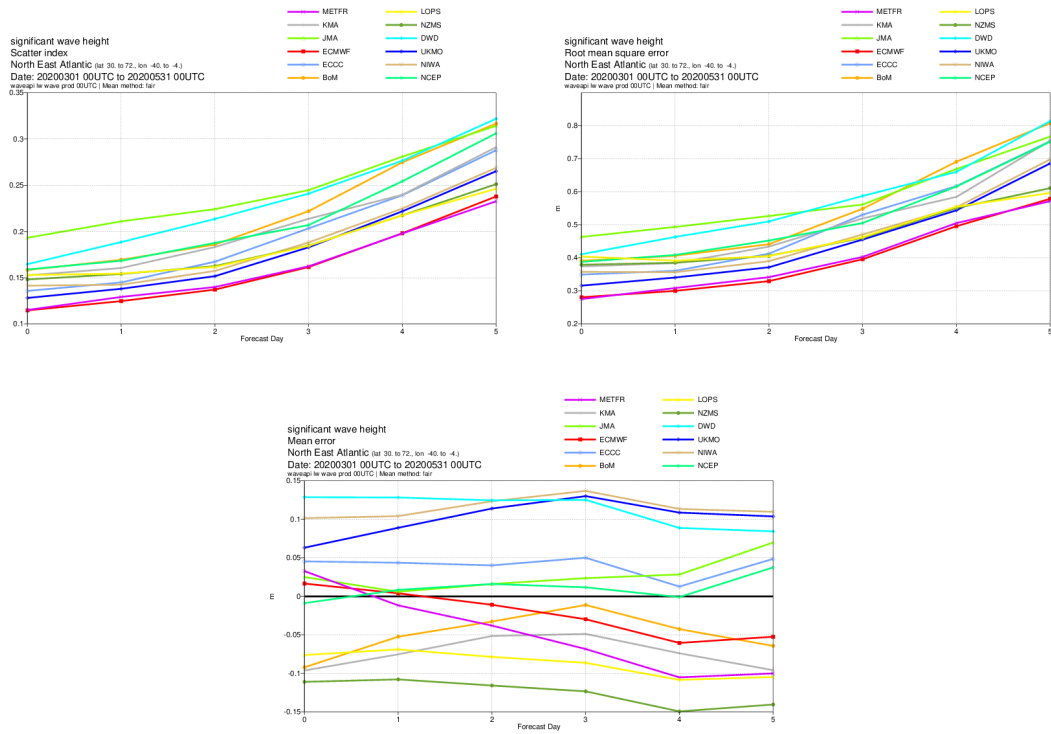 METFR LOPS
KMA NZMS
JMA DWD
ECMWF UKMO
ECCC NIWA
BoM NCEP
significant wave height
Scatter index
North East Atlantic (lat 30. to 72., lon -40. to -4.)
Date: 20200301 00UTC to 20200531 00UTC
waveapi lw wave prod 00UTC | Mean method: fair
0.35
0.3
0.25
0.2
0.15
0.1
0 1 2 3 4 5
Forecast Day
METFR LOPS
KMA NZMS
JMA DWD
ECMWF UKMO
ECCC NIWA
BoM NCEP
significant wave height
Root mean square error
North East Atlantic (lat 30. to 72., lon -40. to -4.)
Date: 20200301 00UTC to 20200531 00UTC
waveapi lw wave prod 00UTC | Mean method: fair
0.8
0.7
0.6
m
0.5
0.4
0.3
0.2
0 1 2 3 4 5
Forecast Day
METFR LOPS
KMA NZMS
JMA DWD
ECMWF UKMO
ECCC NIWA
BoM NCEP
significant wave height
Mean error
North East Atlantic (lat 30. to 72., lon -40. to -4.)
Date: 20200301 00UTC to 20200531 00UTC
waveapi lw wave prod 00UTC | Mean method: fair
0.15
0.1
0.05
m
0
-0.05
-0.1
-0.15
0 1 2 3 4 5
Forecast Day